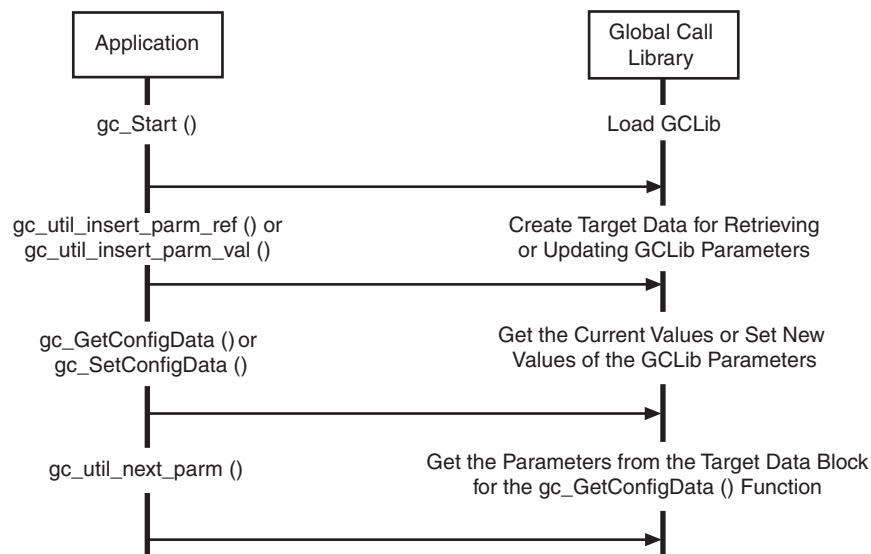 Application
Global Call
Library
gc_Start ()
Load GCLib
gc_util_insert_parm_ref () or
gc_util_insert_parm_val ()
Create Target Data for Retrieving
or Updating GCLib Parameters
gc_GetConfigData () or
gc_SetConfigData ()
Get the Current Values or Set New
Values of the GCLib Parameters
gc_util_next_parm ()
Get the Parameters from the Target Data Block
for the gc_GetConfigData () Function